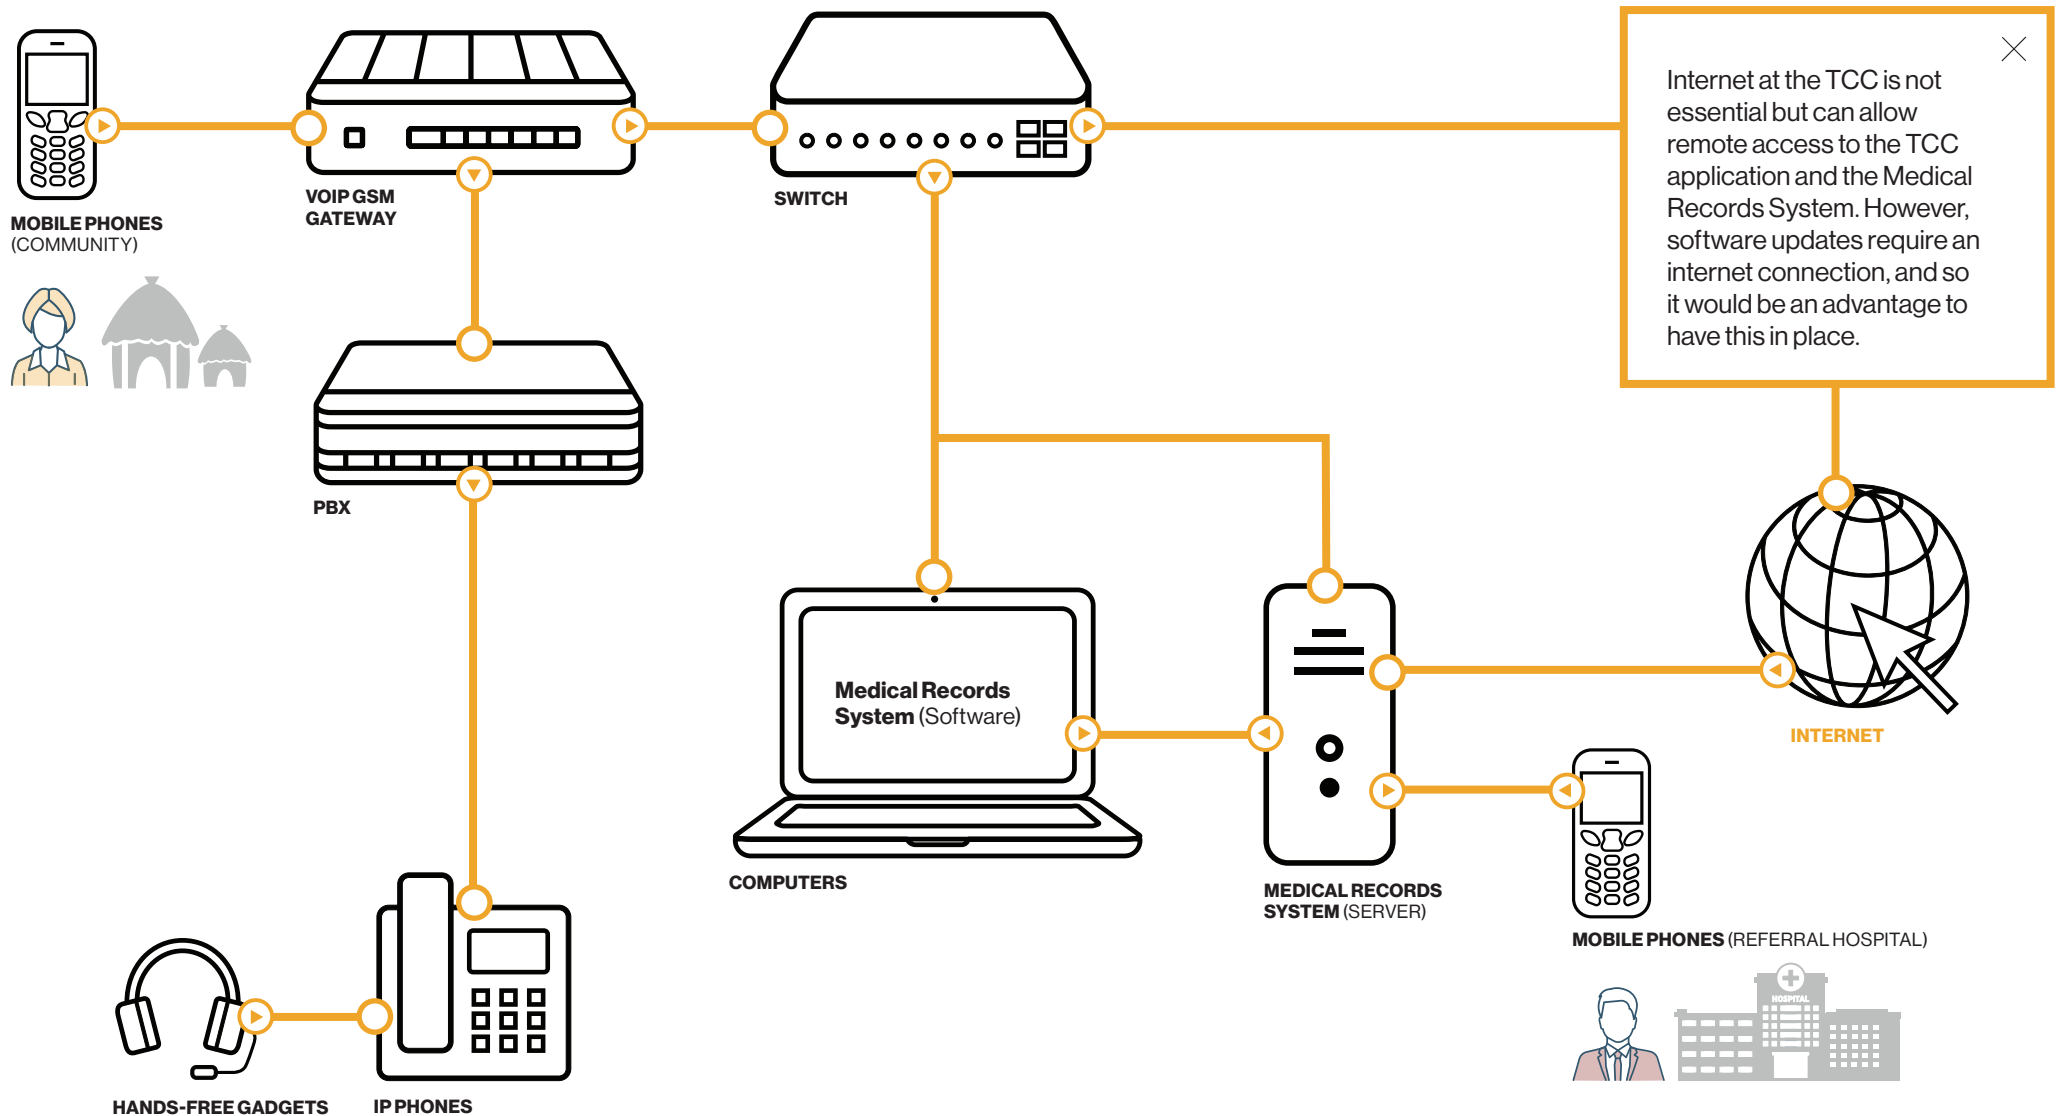 MOBILE PHONES
(COMMUNITY)
VOIP GSM
GATEWAY
SWITCH
Internet at the TCC is not
essential but can allow
remote access to the TCC
application and the Medical
Records System. However,
software updates require an
internet connection, and so
it would be an advantage to
have this in place.
PBX
Medical Records
System (Software)
INTERNET
COMPUTERS
MEDICAL RECORDS
SYSTEM (SERVER)
MOBILE PHONES (REFERRAL HOSPITAL)
HOSPITAL
HANDS-FREE GADGETS
IP PHONES